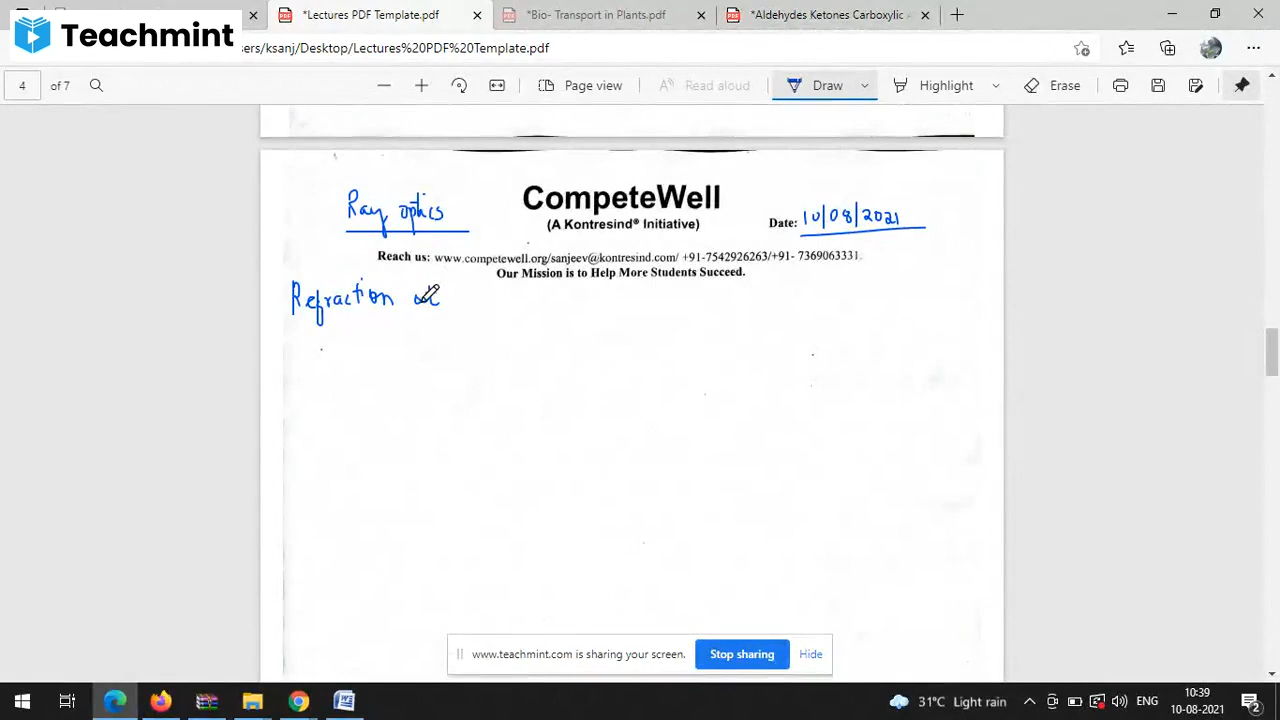 *Lectures PDF Template.pdf
*Bio- Transport in Plants.pdf
*Aldehydes Ketones Carboxylic
Teachmint
ers/ksanj/Desktop/Lectures%20PDF%20Template.pdf
4 of 7
Page view
Read aloud
Draw
Highlight
Erase
Ray optics
CompeteWell
(A Kontresind® Initiative)
Date: 10/08/2021
Reach us: www.competewell.org/sanjeev@kontresind.com/ +91-7542926263/+91- 7369063331.
Our Mission is to Help More Students Succeed.
Refraction
www.teachmint.com is sharing your screen.
Stop sharing
Hide
31°C Light rain
ENG
10:39
10-08-2021
2